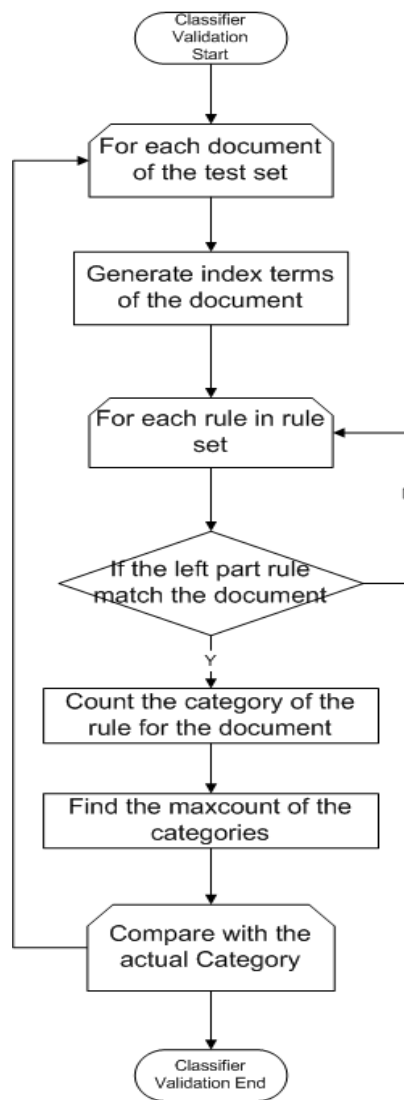 Classifier
Validation
Start
For each document
of the test set
Generate index terms
of the document
For each rule in rule
set
If the left part rule
match the document
Y
Count the category of the
rule for the document
Find the maxcount of the
categories
Compare with the
actual Category
Classifier
Validation End